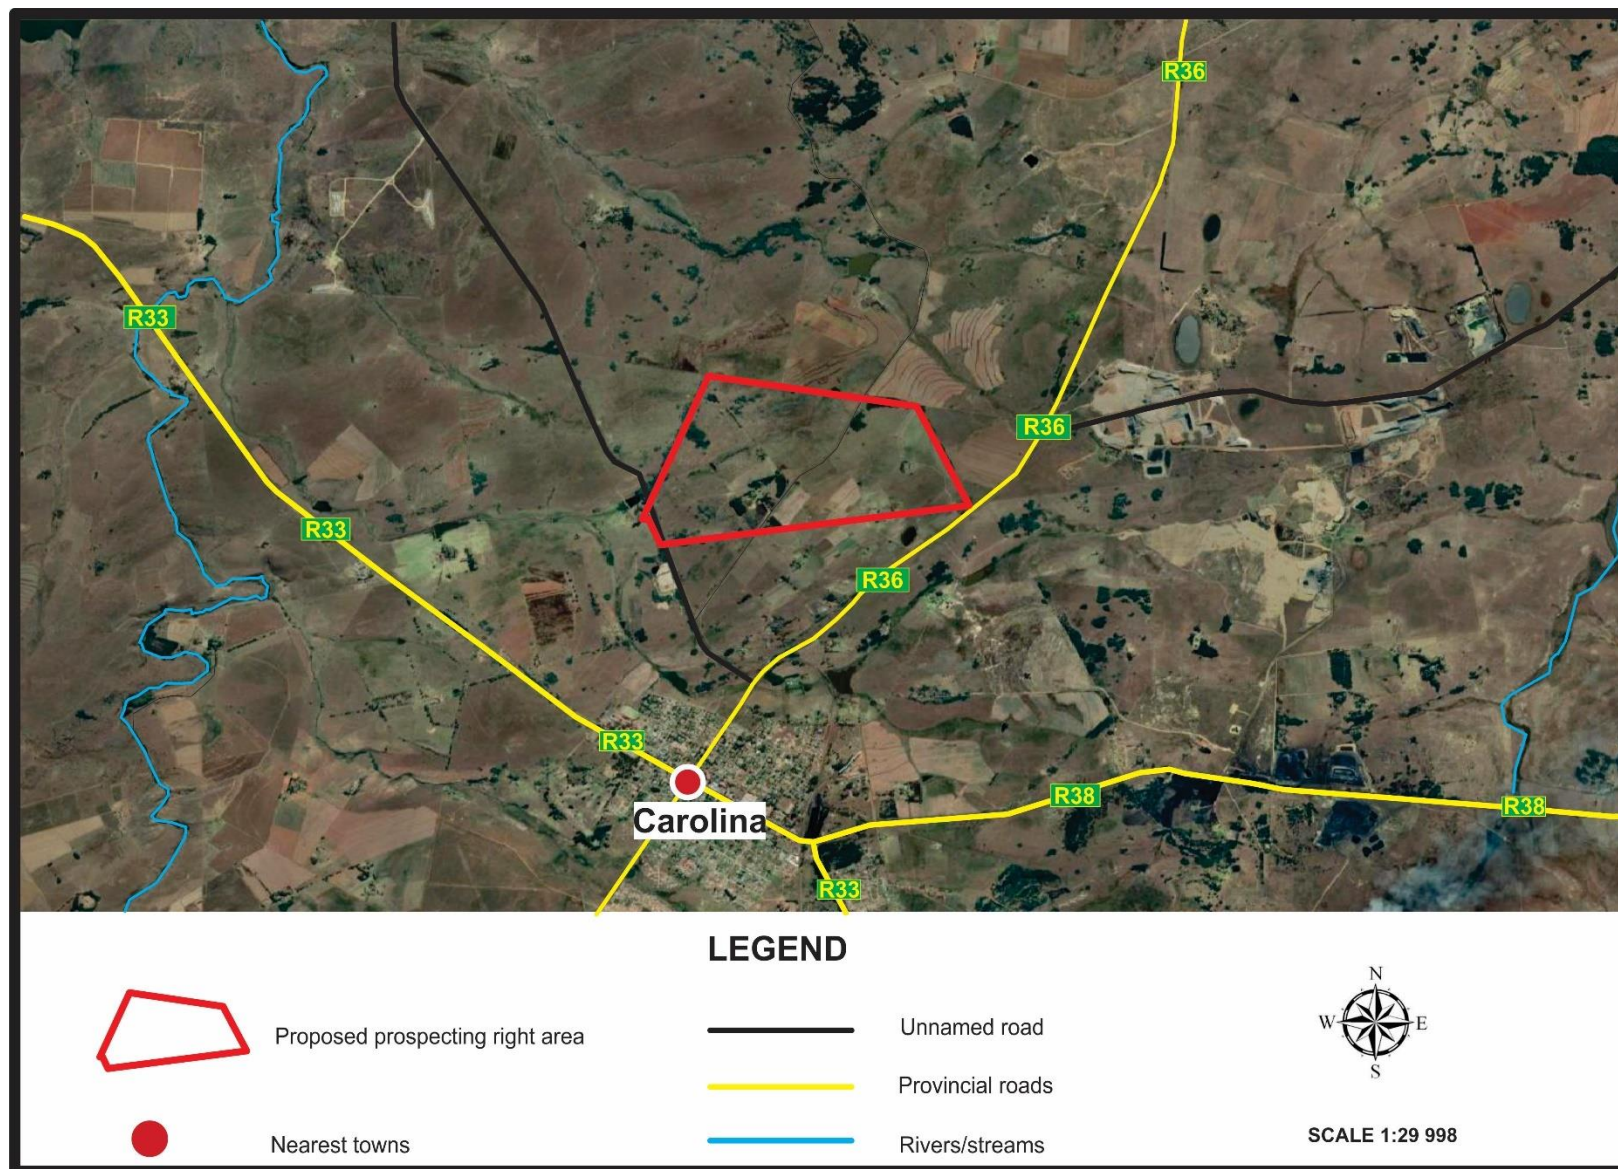 R36
R33
R36
R33
R36
R33
Carolina
R38
R38
R33
LEGEND
Proposed prospecting right area
Nearest towns
Unnamed road
Provincial roads
Rivers/streams
N
W E
S
SCALE 1:29 998